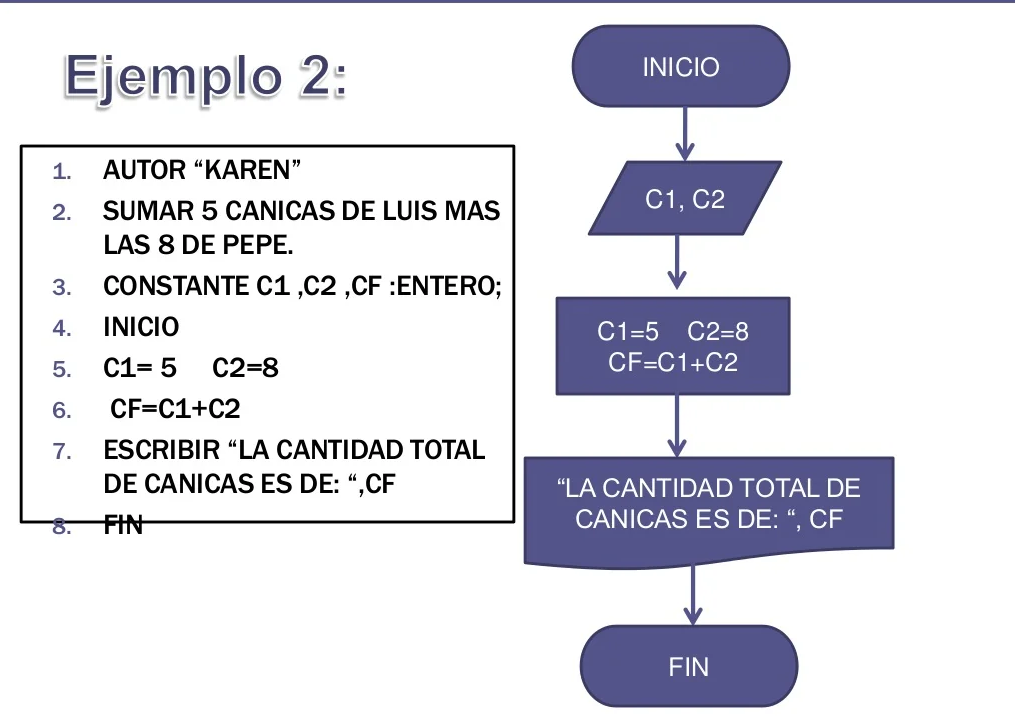 Ejemplo 2:
1. AUTOR “KAREN”
2. SUMAR 5 CANICAS DE LUIS MAS
LAS 8 DE PEPE.
3. CONSTANTE C1 ,C2 ,CF :ENTERO;
4. INICIO
5. C1= 5 C2=8
6. CF=C1+C2
7. ESCRIBIR “LA CANTIDAD TOTAL
DE CANICAS ES DE: “,CF
8. FIN
INICIO
C1, C2
C1=5 C2=8
CF=C1+C2
“LA CANTIDAD TOTAL DE
CANICAS ES DE: “, CF
FIN